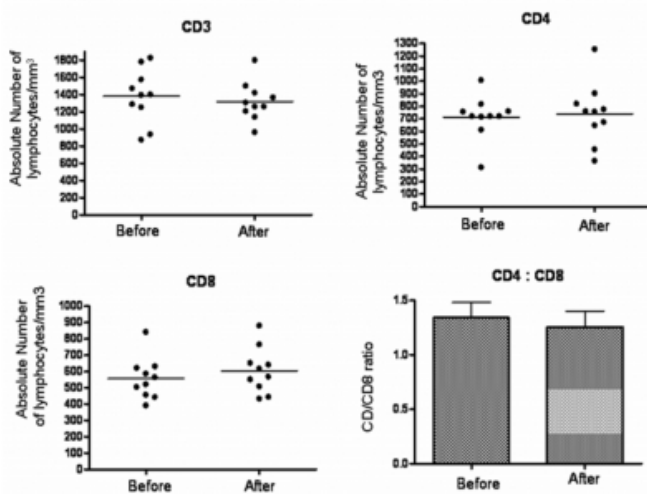 CD3
Absolute Number of
lymphocytes/mm³
1800
1600
1400
1200
1000
800
600
400
200
0
Before
After
CD4
Absolute Number of
lymphocytes/mm3
1300
1200
1100
1000
900
800
700
600
500
400
300
200
100
0
Before
After
CD8
Absolute Number
of lymphocytes/mm3
1000
900
800
700
600
500
400
300
200
100
0
Before
After
CD4 : CD8
CD/CD8 ratio
1.5
1.0
0.5
0.0
Before
After